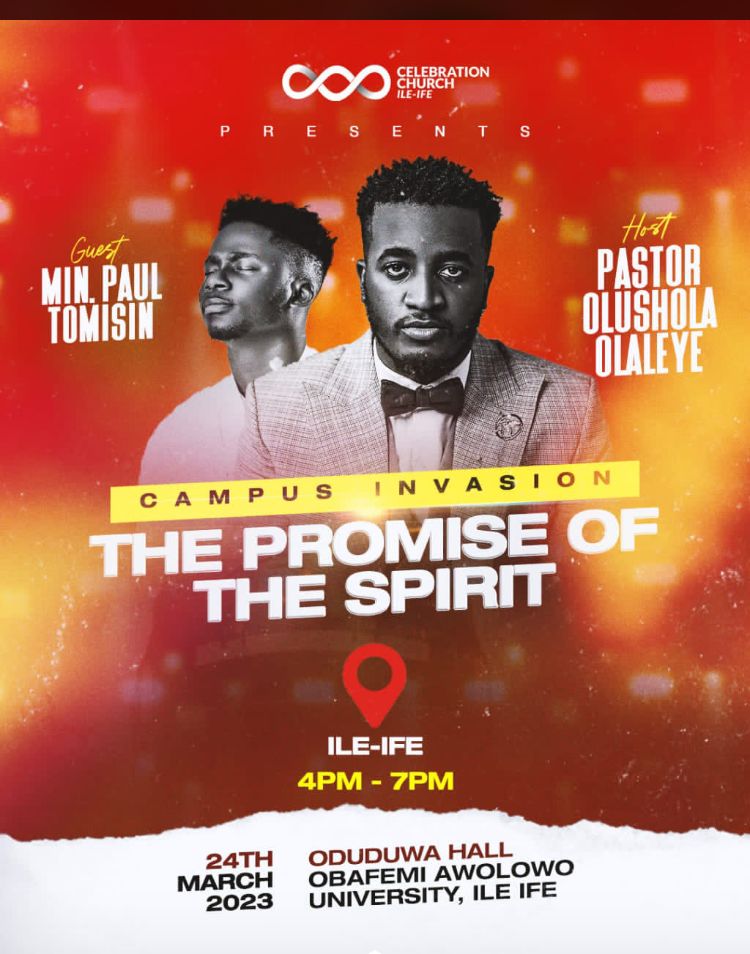 CELEBRATION
CHURCH
ILE-IFE
PRESENTS
Guest
MIN. PAUL
TOMISIN
Host
PASTOR
OLUSHOLA
OLALEYE
CAMPUS INVASION
THE PROMISE OF
THE SPIRIT
ILE-IFE
4PM - 7PM
24TH
MARCH
2023
ODUDUWA HALL
OBAFEMI AWOLOWO
UNIVERSITY, ILE IFE